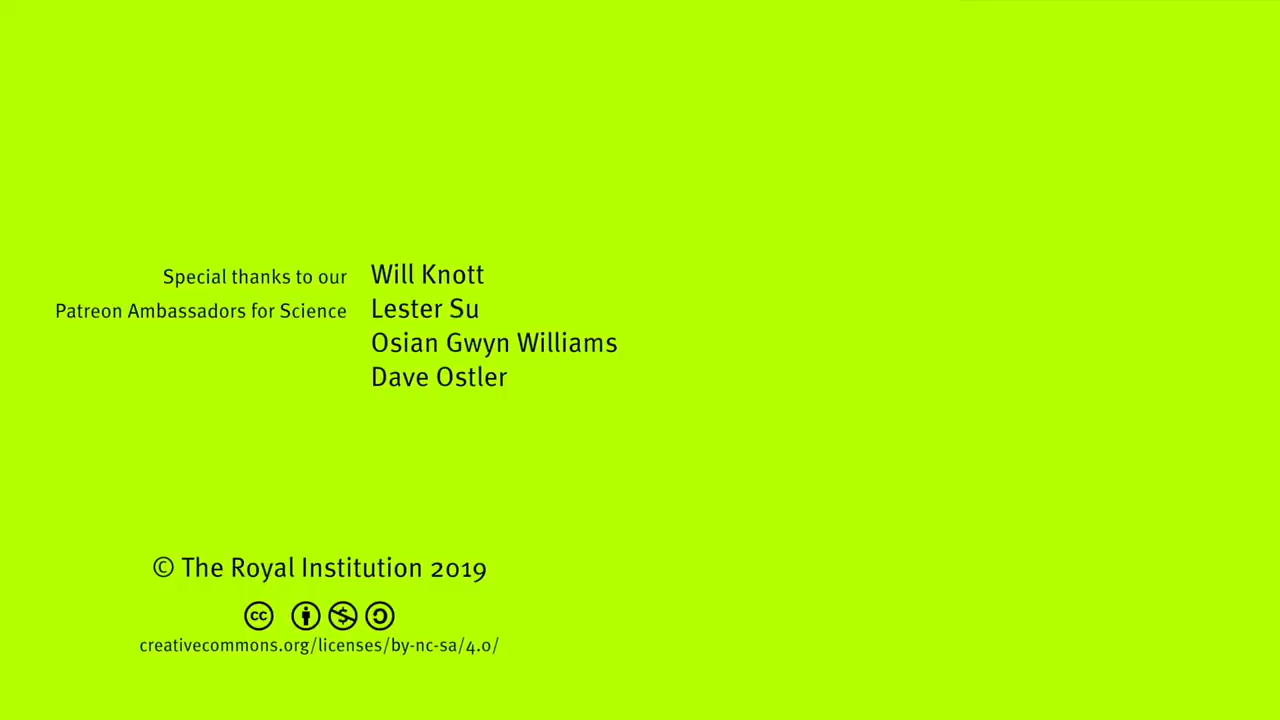 Special thanks to our Will Knott
Patreon Ambassadors for Science Lester Su
Osian Gwyn Williams
Dave Ostler
© The Royal Institution 2019
cc
creativecommons.org/licenses/by-nc-sa/4.0/